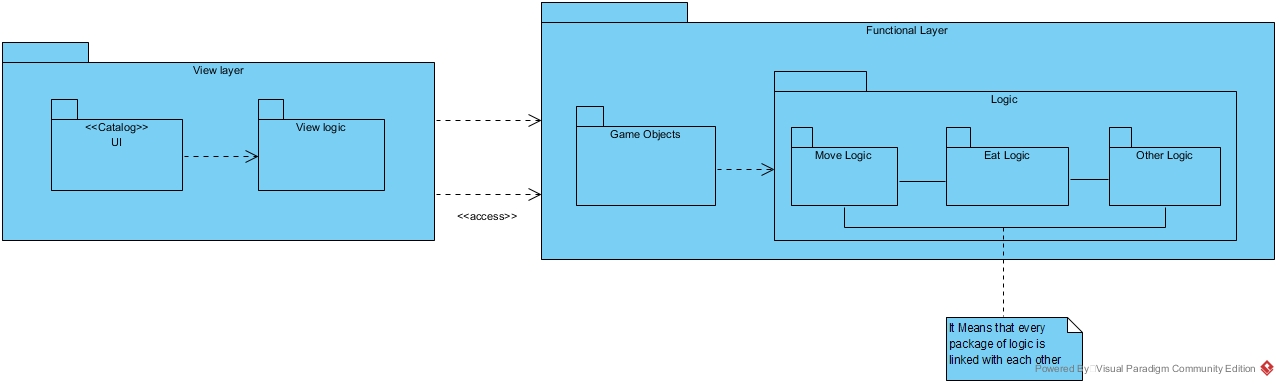 Functional Layer
View layer
<<Catalog>>
UI
View logic
<<access>>
Game Objects
Logic
Move Logic
Eat Logic
Other Logic
It Means that every
package of logic is
linked with each other
Powered By Visual Paradigm Community Edition